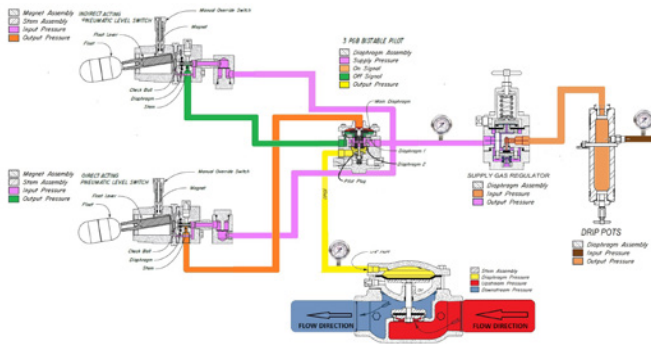 Magnet Assembly
Stem Assembly
Input Pressure
Output Pressure
INDIRECT ACTING
PNEUMATIC LEVEL SWITCH
Manual Override Switch
Magnet
Float Lever
Float
Check Ball
Diaphragm
Stem
3 PGB BISTABLE PILOT
Diaphragm Assembly
Supply Pressure
On Signal
Off Signal
Output Pressure
Main Diaphragm
Diaphragm 1
Diaphragm 2
Pilot Plug
SUPPLY GAS REGULATOR
Diaphragm Assembly
Input Pressure
Output Pressure
DRIP POTS
Diaphragm Assembly
Input Pressure
Output Pressure
Magnet Assembly
Stem Assembly
Input Pressure
Output Pressure
DIRECT ACTING
PNEUMATIC LEVEL SWITCH
Manual Override Switch
Magnet
Float Lever
Float
Check Ball
Diaphragm
Stem
Stem Assembly
Diaphragm Pressure
Upstream Pressure
Downstream Pressure
FLOW DIRECTION
FLOW DIRECTION